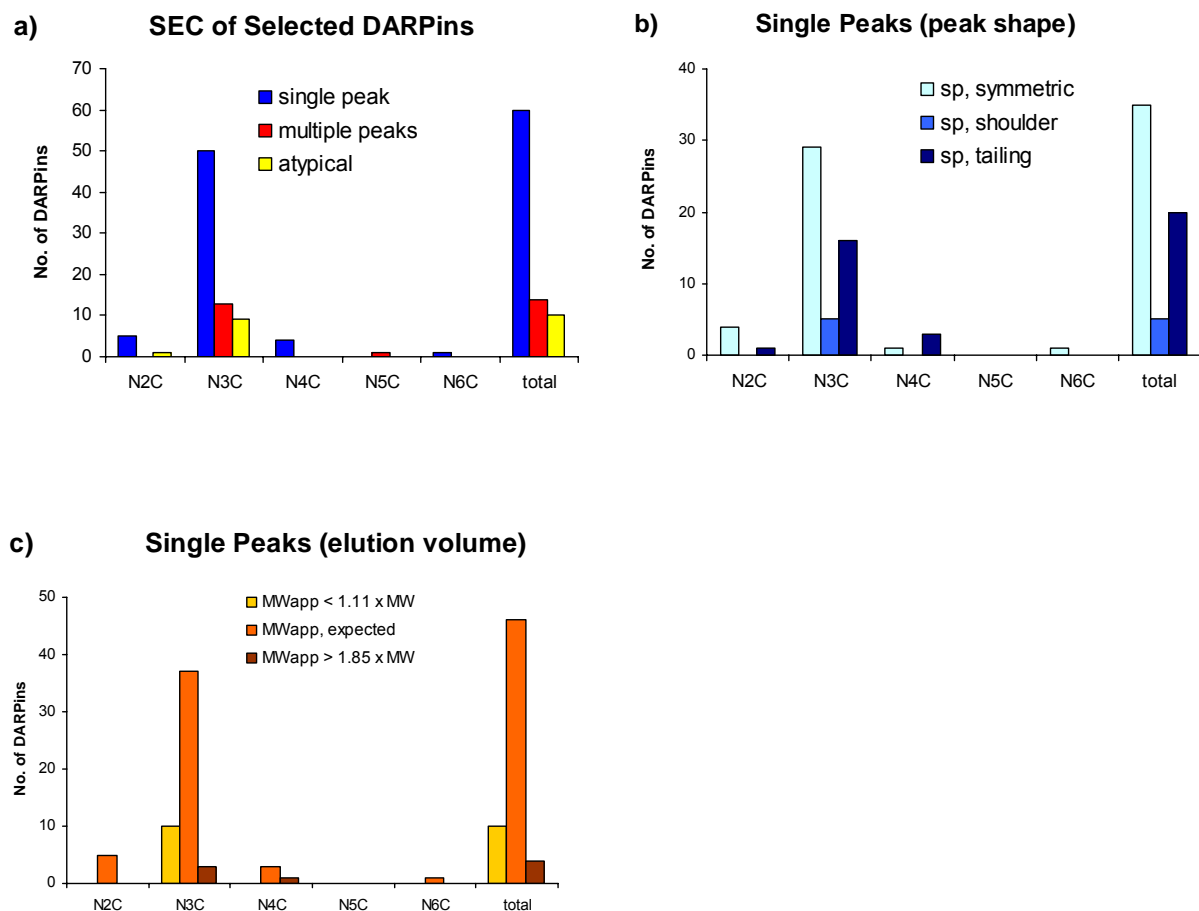 a)
SEC of Selected DARPins
70
60
50
40
30
20
10
0
No. of DARPins
single peak
multiple peaks
atypical
N2C N3C N4C N5C N6C total
b)
Single Peaks (peak shape)
40
30
20
10
0
No. of DARPins
sp, symmetric
sp, shoulder
sp, tailing
N2C N3C N4C N5C N6C total
c)
Single Peaks (elution volume)
50
40
30
20
10
0
No. of DARPins
MWapp < 1.11 x MW
MWapp, expected
MWapp > 1.85 x MW
N2C N3C N4C N5C N6C total